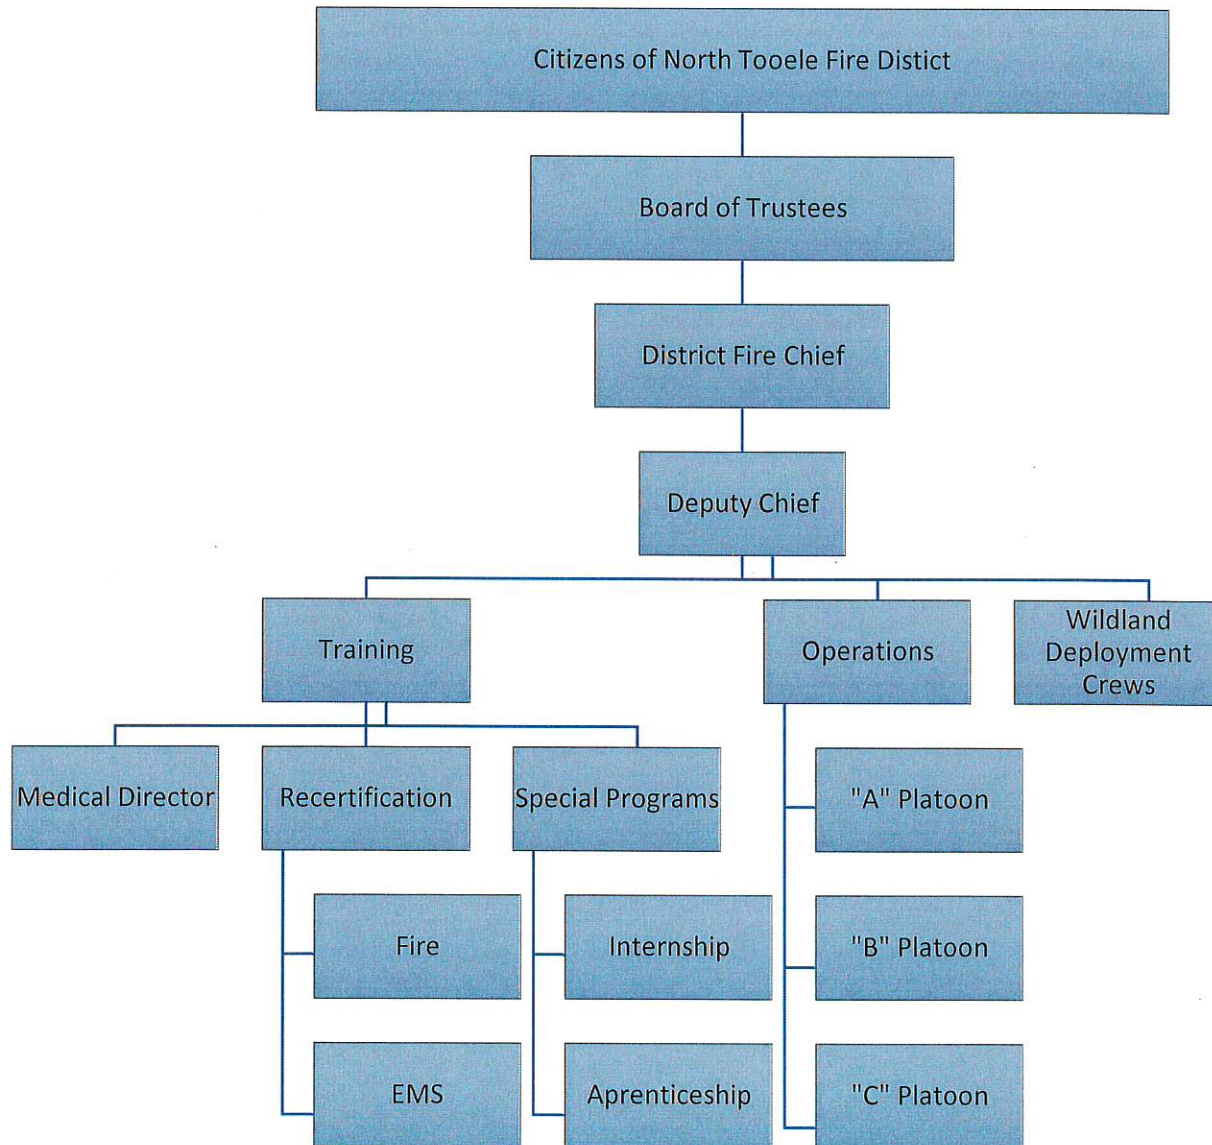 Citizens of North Tooele Fire Distict
Board of Trustees
District Fire Chief
Deputy Chief
Training
Operations
Wildland
Deployment
Crews
Medical Director
Recertification
Special Programs
"A" Platoon
Fire
Internship
"B" Platoon
EMS
Aprenticeship
"C" Platoon